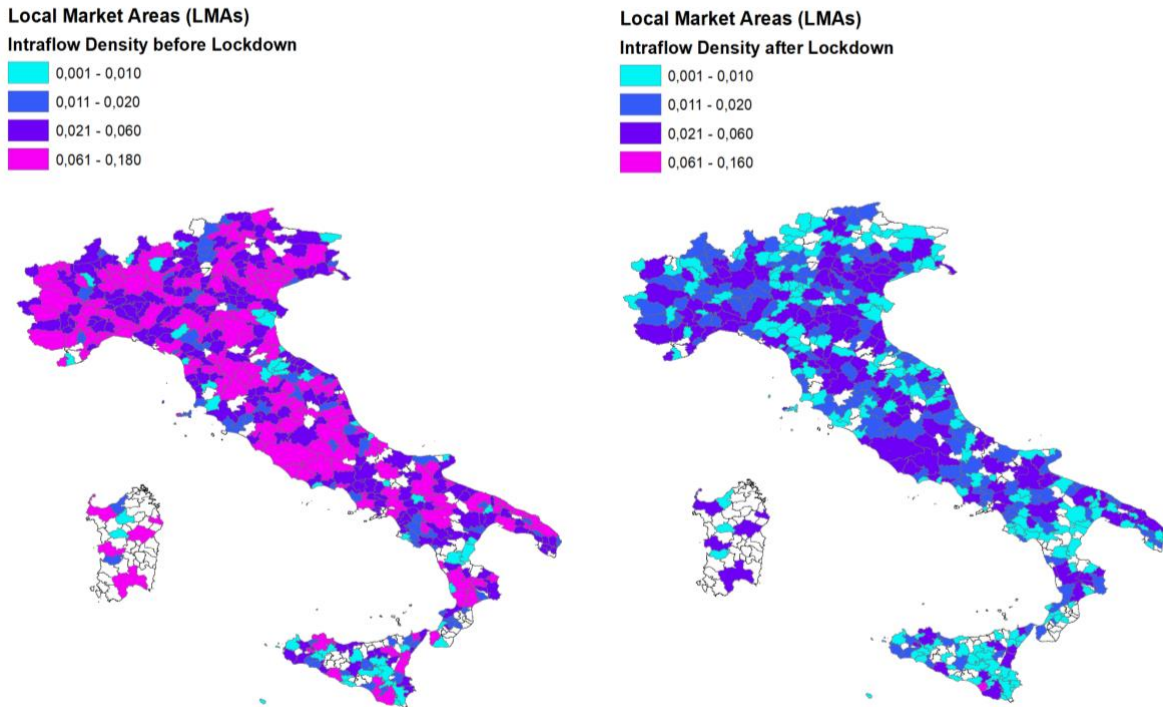 Local Market Areas (LMAs)
Intraflow Density before Lockdown
0,001 - 0,010
0,011 - 0,020
0,021 - 0,060
0,061 - 0,180
Local Market Areas (LMAs)
Intraflow Density after Lockdown
0,001 - 0,010
0,011 - 0,020
0,021 - 0,060
0,061 - 0,160